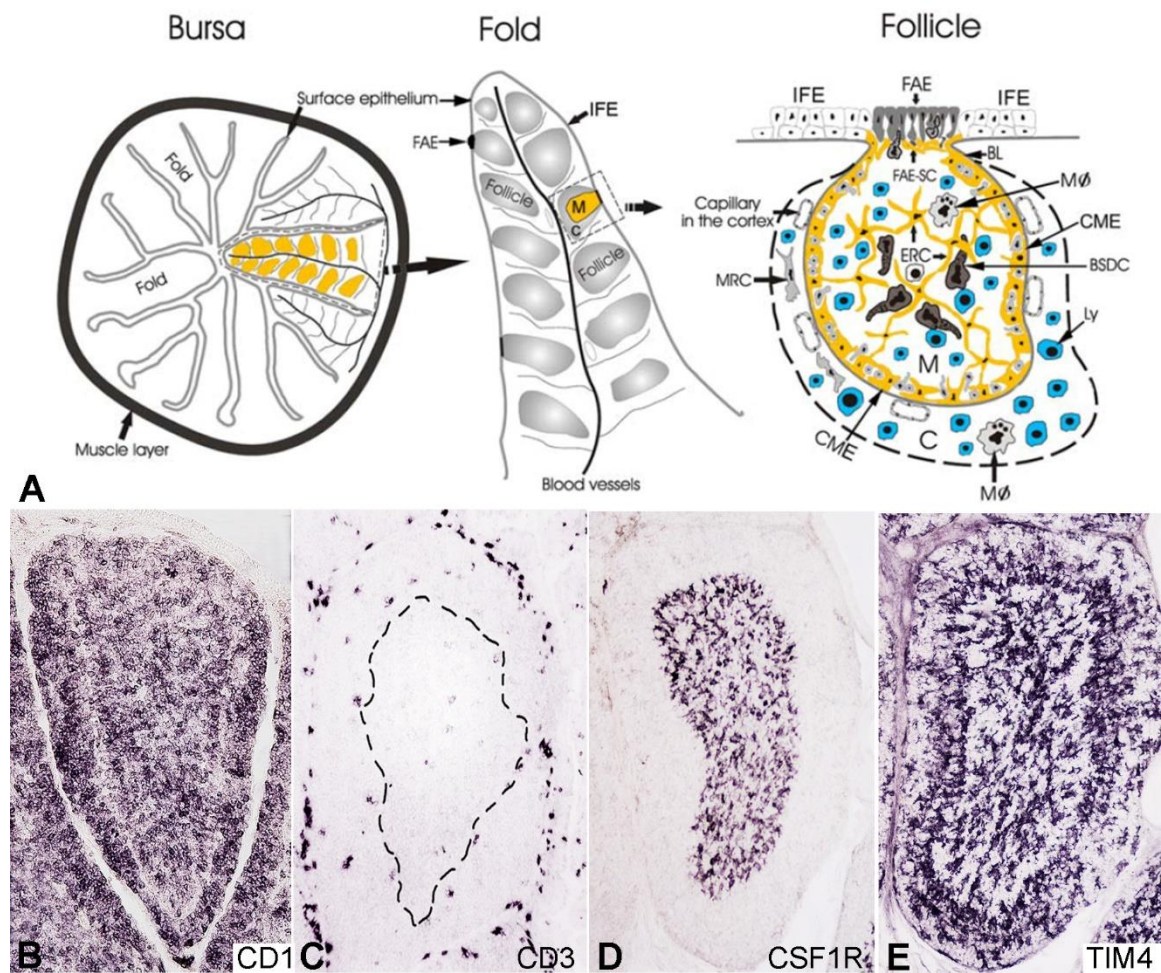 Bursa
Fold
Follicle
Surface epithelium
Fold
Fold
Muscle layer
IFE
FAE
Follicle
M
C
Follicle
Blood vessels
FAE
IFE
IFE
BL
FAE-SC
MØ
Capillary
in the cortex
CME
ERC
BSDC
MRC
Ly
M
C
CME
MØ
A
B
CD1
C
CD3
D
CSF1R
E
TIM4